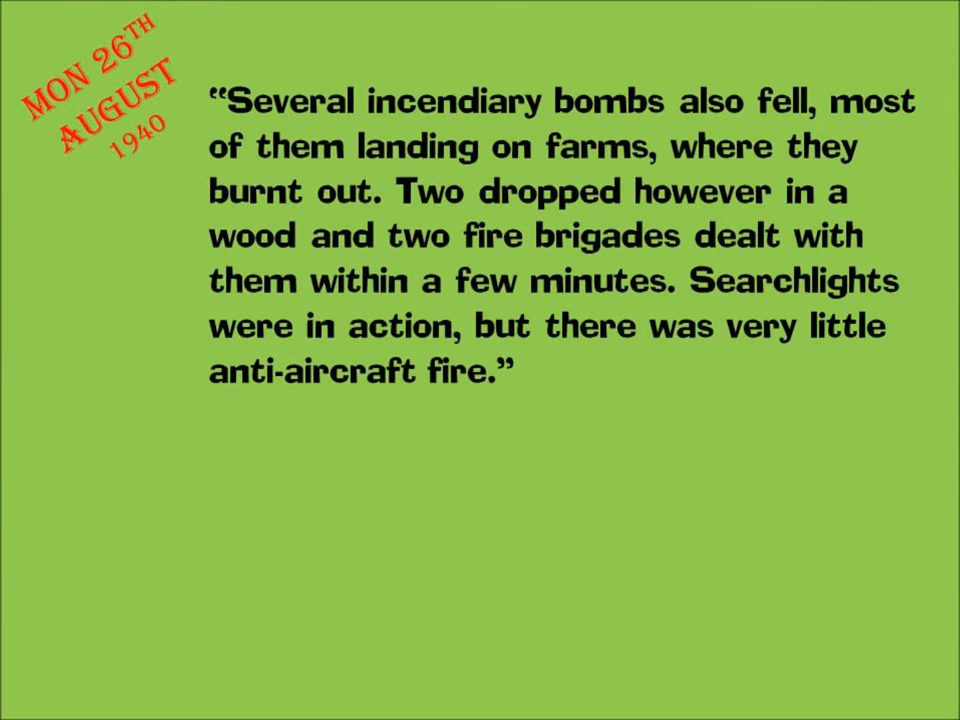 MON 26TH
AUGUST
1940
“Several incendiary bombs also fell, most
of them landing on farms, where they
burnt out. Two dropped however in a
wood and two fire brigades dealt with
them within a few minutes. Searchlights
were in action, but there was very little
anti-aircraft fire.”